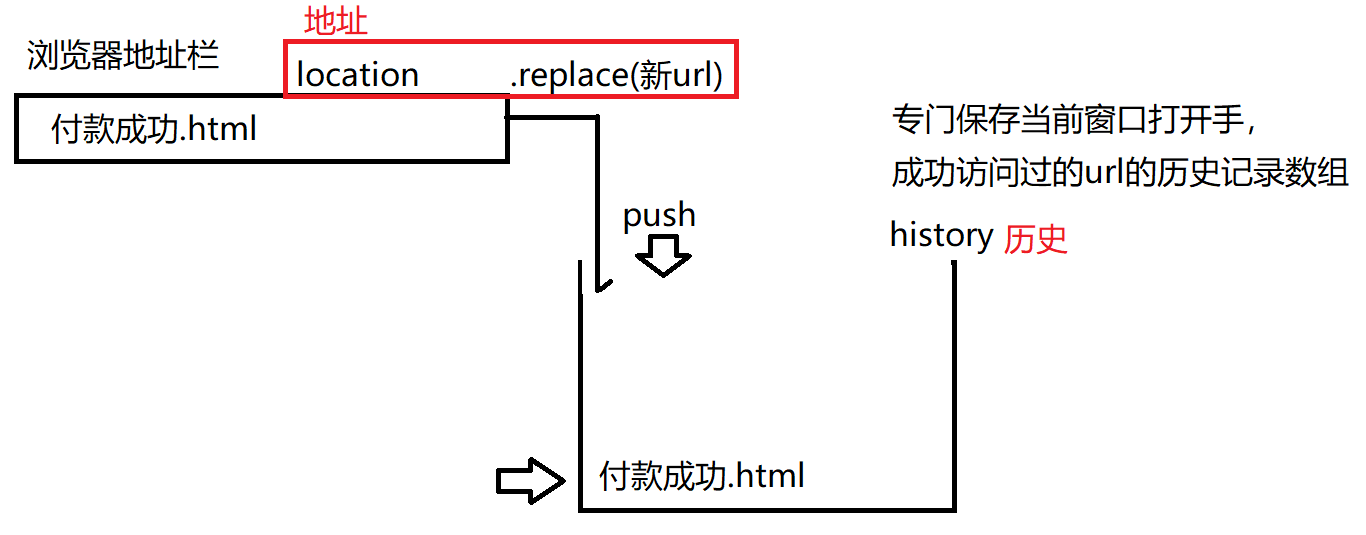 地址
浏览器地址栏
location .replace(新url)
付款成功.html
专门保存当前窗口打开手，
成功访问过的url的历史记录数组
push
history 历史
付款成功.html